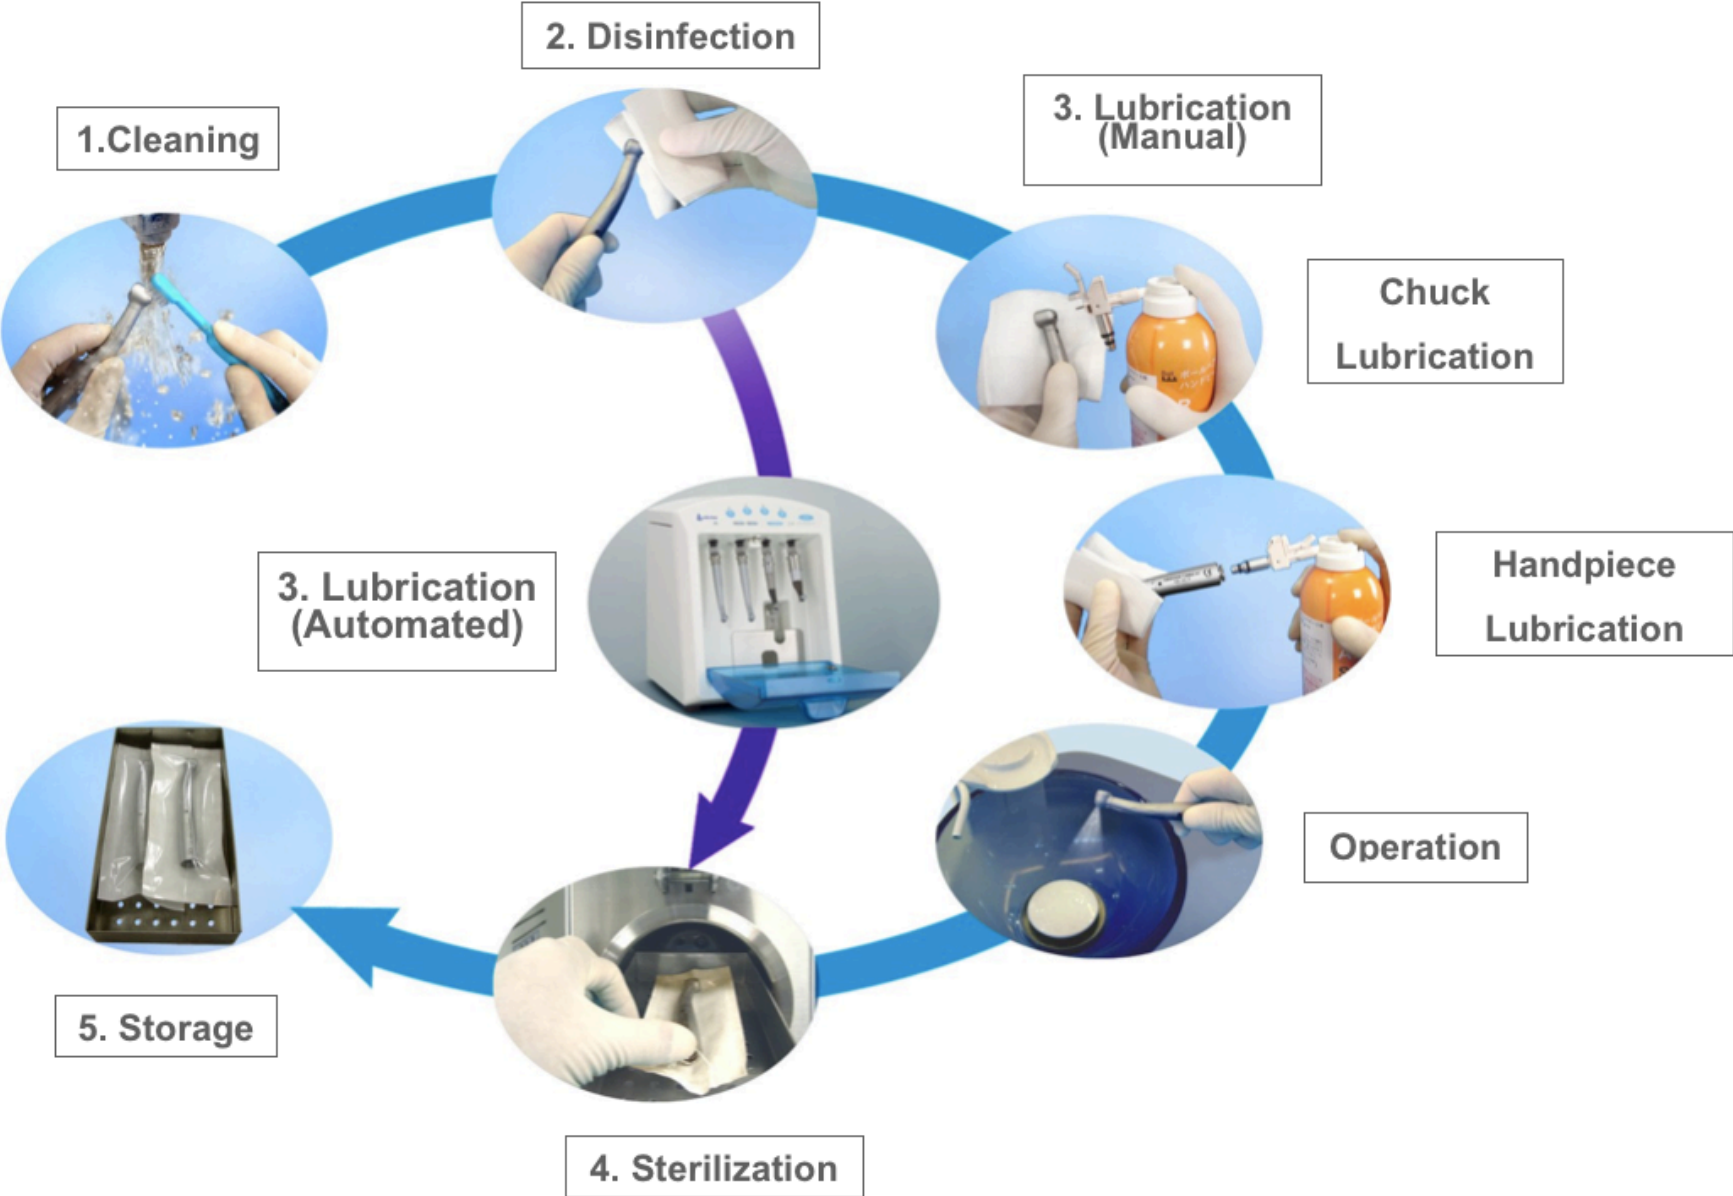 2. Disinfection
1.Cleaning
3. Lubrication
(Manual)
Chuck
Lubrication
3. Lubrication
(Automated)
Handpiece
Lubrication
Operation
5. Storage
4. Sterilization